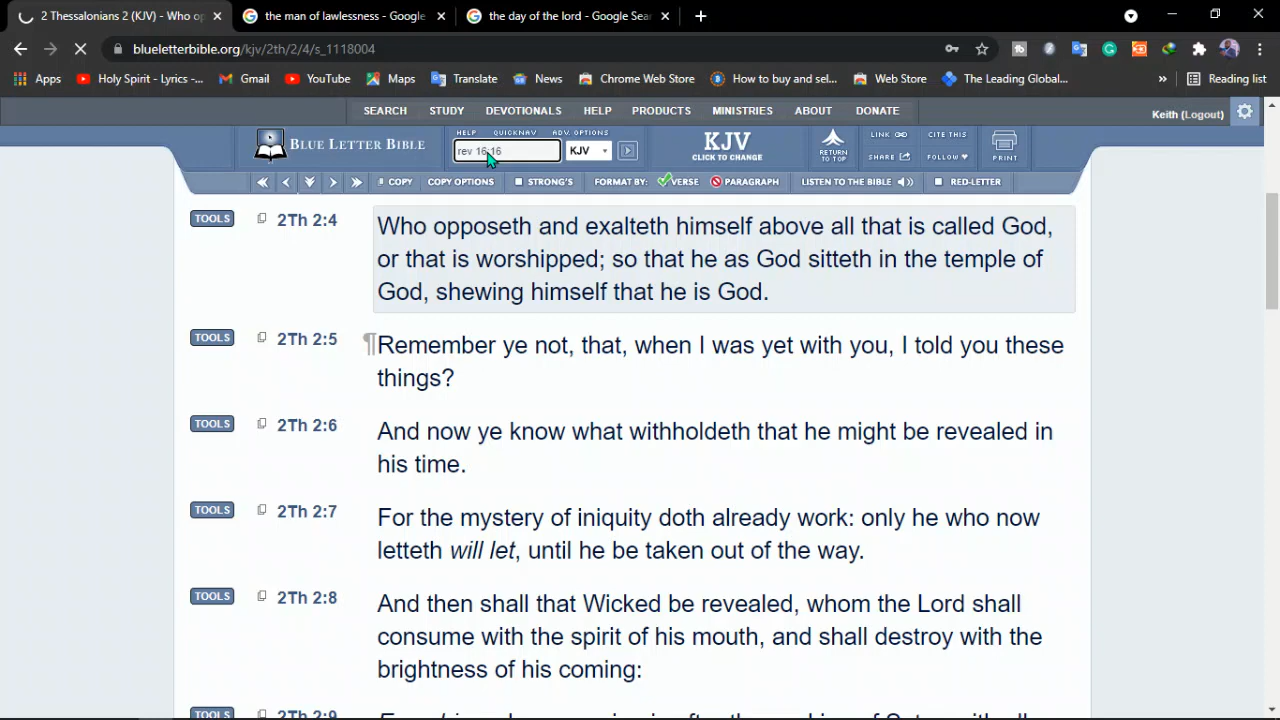 2 Thessalonians 2 (KJV) - Who op
the man of lawlessness - Google
the day of the lord - Google Sea
blueletterbible.org/kjv/2th/2/4/s_1118004
Apps Holy Spirit - Lyrics -... Gmail YouTube Maps Translate News Chrome Web Store How to buy and sel... Web Store The Leading Global... » Reading list
SEARCH STUDY DEVOTIONALS HELP PRODUCTS MINISTRIES ABOUT DONATE Keith (Logout)
HELP QUICKNAV ADV. OPTIONS
BLUE LETTER BIBLE
rev 16:16 KJV
KJV
CLICK TO CHANGE
RETURN
TO TOP
LINK CITE THIS
SHARE FOLLOW PRINT
COPY COPY OPTIONS STRONG'S FORMAT BY: VERSE PARAGRAPH LISTEN TO THE BIBLE RED-LETTER
TOOLS 2Th 2:4 Who opposeth and exalteth himself above all that is called God,
or that is worshipped; so that he as God sitteth in the temple of
God, shewing himself that he is God.
TOOLS 2Th 2:5 ¶Remember ye not, that, when I was yet with you, I told you these
things?
TOOLS 2Th 2:6 And now ye know what withholdeth that he might be revealed in
his time.
TOOLS 2Th 2:7 For the mystery of iniquity doth already work: only he who now
letteth will let, until he be taken out of the way.
TOOLS 2Th 2:8 And then shall that Wicked be revealed, whom the Lord shall
consume with the spirit of his mouth, and shall destroy with the
brightness of his coming:
TOOLS 2Th 2:9